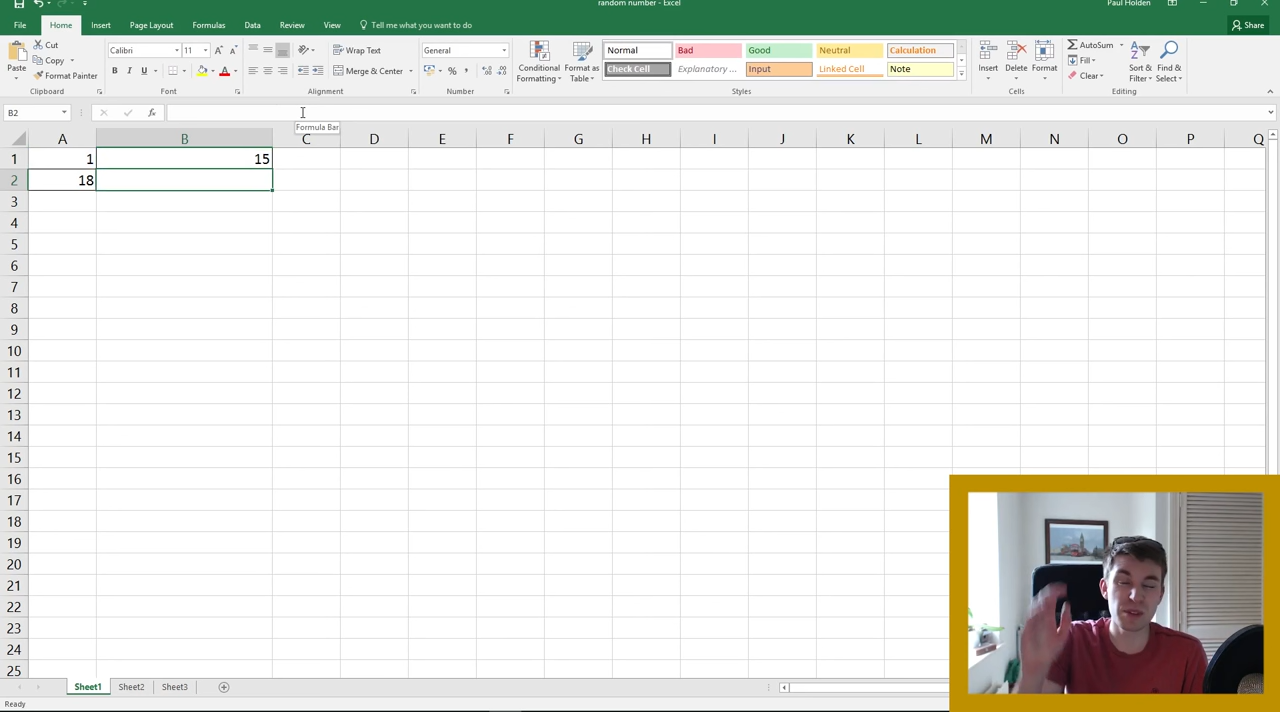 random number - Excel
Paul Holden
File Home Insert Page Layout Formulas Data Review View Tell me what you want to do Share
Paste
Cut
Copy
Format Painter
Clipboard
Calibri 11
B I U
Font
Wrap Text
Merge & Center
Alignment
General
Number
Conditional Formatting
Format as Table
Normal Bad Good Neutral Calculation
Check Cell Explanatory ... Input Linked Cell Note
Styles
Insert Delete Format
Cells
AutoSum
Fill
Clear
Sort & Filter
Find & Select
Editing
B2
fx
Formula Bar
A B C D E F G H I J K L M N O P Q
1 1 15
2 18
3
4
5
6
7
8
9
10
11
12
13
14
15
16
17
18
19
20
21
22
23
24
25
Sheet1 Sheet2 Sheet3
Ready